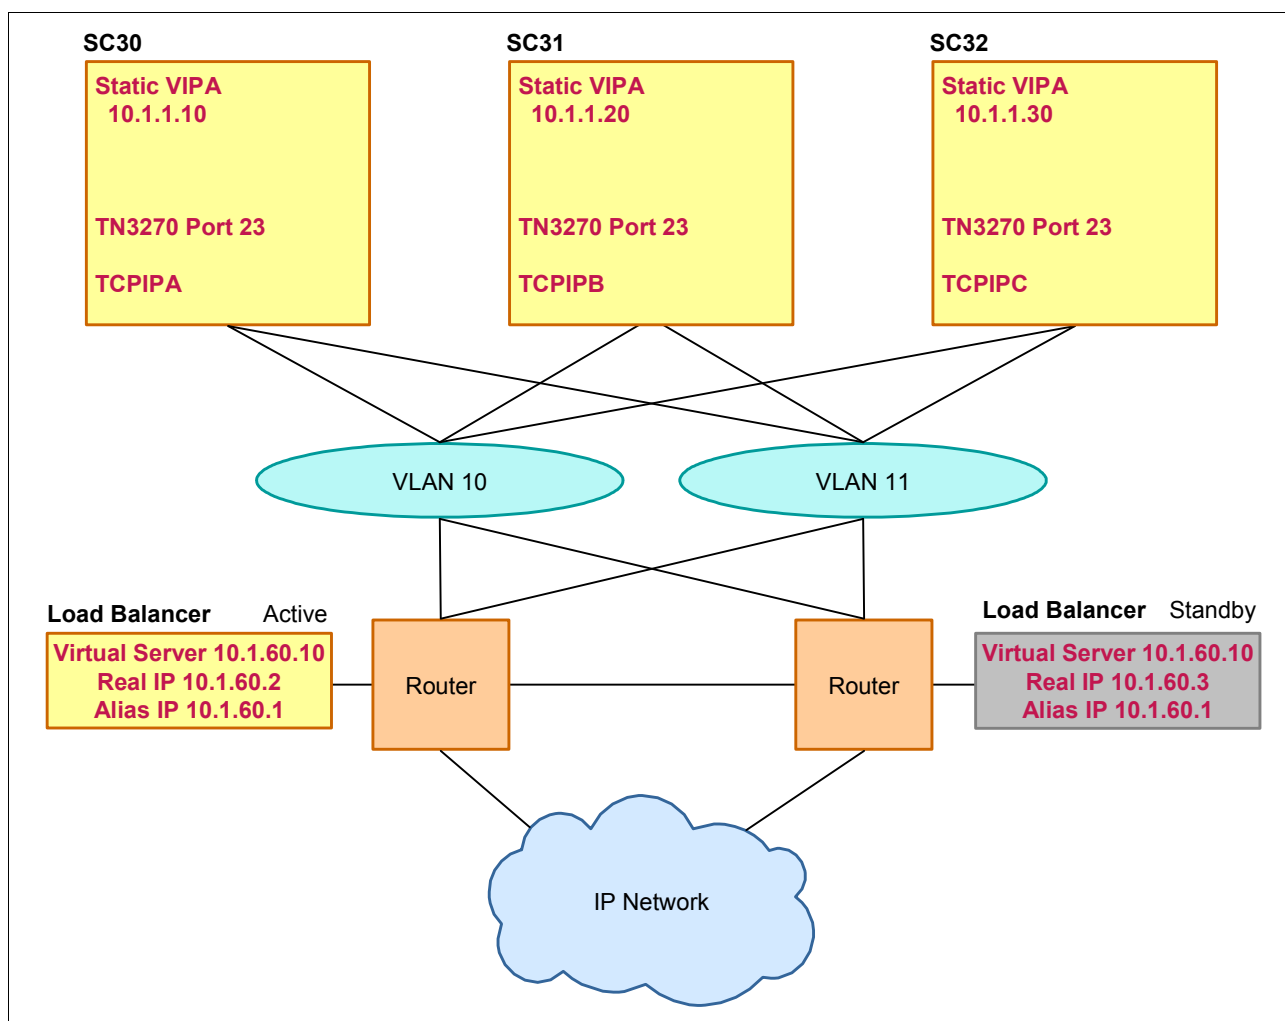 SC30
Static VIPA
10.1.1.10
TN3270 Port 23
TCPIPA
SC31
Static VIPA
10.1.1.20
TN3270 Port 23
TCPIPB
SC32
Static VIPA
10.1.1.30
TN3270 Port 23
TCPIPC
VLAN 10
VLAN 11
Load Balancer Active
Virtual Server 10.1.60.10
Real IP 10.1.60.2
Alias IP 10.1.60.1
Router
Router
Load Balancer Standby
Virtual Server 10.1.60.10
Real IP 10.1.60.3
Alias IP 10.1.60.1
IP Network